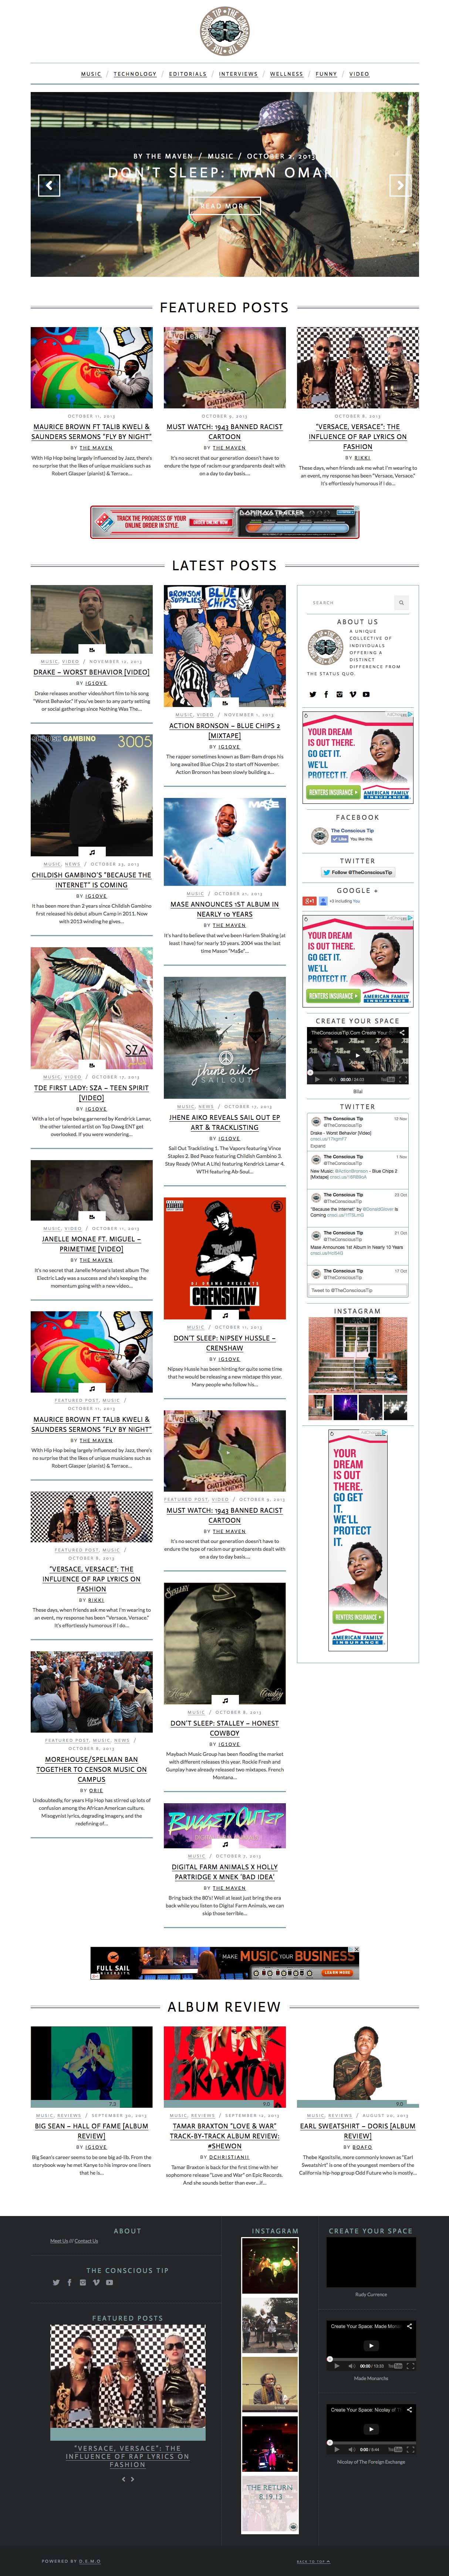 MUSIC / TECHNOLOGY / EDITORIALS / INTERVIEWS / WELLNESS / FUNNY / VIDEO
BY THE MAVEN / MUSIC / OCTOBER 2, 2013
DON'T SLEEP: IMAN OMARI
READ MORE
FEATURED POSTS
OCTOBER 11, 2013
MAURICE BROWN FT TALIB KWELI &
SAUNDERS SERMONS "FLY BY NIGHT"
BY THE MAVEN
With Hip Hop being largely influenced by Jazz, there's
no surprise that the likes of unique musicians such as
Robert Glasper (pianist) & Terrace...
OCTOBER 9, 2013
MUST WATCH: 1943 BANNED RACIST
CARTOON
BY THE MAVEN
It's no secret that our generation doesn't have to
endure the type of racism our grandparents dealt with
on a day to day basis....
OCTOBER 8, 2013
"VERSACE, VERSACE": THE
INFLUENCE OF RAP LYRICS ON
FASHION
BY RIKKI
These days, when friends ask me what I'm wearing to
an event, my response has been "Versace, Versace."
It's effortlessly humorous if I do...
TRACK THE PROGRESS OF YOUR
ONLINE ORDER IN STYLE.
LATEST POSTS
MUSIC, VIDEO / NOVEMBER 12, 2013
DRAKE – WORST BEHAVIOR [VIDEO]
BY IG1OVE
Drake releases another video/short film to his song
"Worst Behavior." If you've been to any party setting
or social gatherings since Nothing Was The...
CHILDISH GAMBINO 3005
MUSIC, NEWS / OCTOBER 23, 2013
CHILDISH GAMBINO'S "BECAUSE THE
INTERNET" IS COMING
BY IG1OVE
It has been more than 2 years since Childish Gambino
first released his debut album Camp in 2011. Now
with 2013 winding he gives...
SZA
MUSIC, VIDEO / OCTOBER 17, 2013
TDE FIRST LADY: SZA – TEEN SPIRIT
[VIDEO]
BY IG1OVE
With a lot of hype being garnered by Kendrick Lamar,
the other talented artist on Top Dawg ENT get
overlooked. If you were wondering...
MUSIC, VIDEO / OCTOBER 11, 2013
JANELLE MONAE FT. MIGUEL –
PRIMETIME [VIDEO]
BY THE MAVEN
It's no secret that Janelle Monae's latest album The
Electric Lady was a success and she's keeping the
momentum going with a new video...
FEATURED POST, MUSIC /
OCTOBER 11, 2013
MAURICE BROWN FT TALIB KWELI &
SAUNDERS SERMONS "FLY BY NIGHT"
BY THE MAVEN
With Hip Hop being largely influenced by Jazz, there's
no surprise that the likes of unique musicians such as
Robert Glasper (pianist) & Terrace...
FEATURED POST, MUSIC /
OCTOBER 8, 2013
"VERSACE, VERSACE": THE
INFLUENCE OF RAP LYRICS ON
FASHION
BY RIKKI
These days, when friends ask me what I'm wearing to
an event, my response has been "Versace, Versace."
It's effortlessly humorous if I do...
FEATURED POST, MUSIC, NEWS /
OCTOBER 8, 2013
MOREHOUSE/SPELMAN BAN
TOGETHER TO CENSOR MUSIC ON
CAMPUS
BY ORIE
Undoubtedly, for years Hip Hop has stirred up lots of
confusion among the African American culture.
Misogynist lyrics, degrading imagery, and the
redefining of...
BRONSON SUPPLIES BLUE CHIPS
MUSIC, VIDEO / NOVEMBER 1, 2013
ACTION BRONSON – BLUE CHIPS 2
[MIXTAPE]
BY IG1OVE
The rapper sometimes known as Bam-Bam drops his
long awaited Blue Chips 2 to start off November.
Action Bronson has been slowly building a...
MA$E
MUSIC / OCTOBER 21, 2013
MASE ANNOUNCES 1ST ALBUM IN
NEARLY 10 YEARS
BY THE MAVEN
It's hard to believe that we've been Harlem Shaking (at
least I have) for nearly 10 years. 2004 was the last
time Mason "Ma$e"...
jhené aiko
SAIL OUT
MUSIC, NEWS / OCTOBER 17, 2013
JHENE AIKO REVEALS SAIL OUT EP
ART & TRACKLISTING
BY IG1OVE
Sail Out Tracklisting 1. The Vapors featuring Vince
Staples 2. Bed Peace featuring Childish Gambino 3.
Stay Ready (What A Life) featuring Kendrick Lamar 4.
WTH featuring Ab-Soul...
CRENSHAW
MUSIC / OCTOBER 11, 2013
DON'T SLEEP: NIPSEY HUSSLE –
CRENSHAW
BY IG1OVE
Nipsey Hussle has been hinting for quite some time
that he would be releasing a new mixtape this year.
Many people who follow his...
FEATURED POST, VIDEO / OCTOBER 9, 2013
MUST WATCH: 1943 BANNED RACIST
CARTOON
BY THE MAVEN
It's no secret that our generation doesn't have to
endure the type of racism our grandparents dealt with
on a day to day basis....
MUSIC / OCTOBER 8, 2013
DON'T SLEEP: STALLEY – HONEST
COWBOY
BY IG1OVE
Maybach Music Group has been flooding the market
with different releases this year. Rockie Fresh and
Gunplay have already released two mixtapes. French
Montana...
MUSIC / OCTOBER 7, 2013
DIGITAL FARM ANIMALS X HOLLY
PARTRIDGE X MNEK 'BAD IDEA'
BY THE MAVEN
Bring back the 80's! Well at least just bring the era
back while you listen to Digital Farm Animals, we can
skip those terrible...
SEARCH
ABOUT US
A UNIQUE
COLLECTIVE OF
INDIVIDUALS
OFFERING A
DISTINCT
DIFFERENCE FROM
THE STATUS QUO.
YOUR DREAM
IS OUT THERE.
GO GET IT.
WE'LL
PROTECT IT.
RENTERS INSURANCE
AMERICAN FAMILY
INSURANCE
FACEBOOK
The Conscious Tip
Like You like this.
TWITTER
Follow @TheConsciousTip
GOOGLE +
YOUR DREAM
IS OUT THERE.
GO GET IT.
WE'LL
PROTECT IT.
RENTERS INSURANCE
AMERICAN FAMILY
INSURANCE
CREATE YOUR SPACE
TheConsciousTip.Com Create Your
Bilal
TWITTER
The Conscious Tip 12 Nov
@TheConsciousTip
Drake - Worst Behavior [Video]
Expand
The Conscious Tip 1 Nov
@TheConsciousTip
New Music: @ActionBronson - Blue Chips 2
[Mixtape]
The Conscious Tip 23 Oct
@TheConsciousTip
"Because the Internet" by @DonaldGlover Is
Coming
The Conscious Tip 21 Oct
@TheConsciousTip
Mase Announces 1st Album In Nearly 10 Years
The Conscious Tip 17 Oct
@TheConsciousTip
Tweet to @TheConsciousTip
INSTAGRAM
YOUR
DREAM
IS OUT
THERE.
GO GET
IT.
WE'LL
PROTECT
IT.
RENTERS INSURANCE
AMERICAN FAMILY
INSURANCE
FULL SAIL
UNIVERSITY
MAKE MUSIC YOUR BUSINESS
LEARN MORE
ALBUM REVIEW
7.5
MUSIC, REVIEWS / SEPTEMBER 30, 2013
BIG SEAN – HALL OF FAME [ALBUM
REVIEW]
BY IG1OVE
Big Sean's career seems to be one big ad-lib. From the
storybook way he met Kanye to his improv one liners
that he is...
9.0
MUSIC, REVIEWS / SEPTEMBER 12, 2013
TAMAR BRAXTON "LOVE & WAR"
TRACK-BY-TRACK ALBUM REVIEW:
#SHEWON
BY DCHRISTIANII
Tamar Braxton is back for the first time with her
sophomore release "Love and War" on Epic Records.
And she sounds better than ever...if...
9.0
MUSIC, REVIEWS / AUGUST 20, 2013
EARL SWEATSHIRT – DORIS [ALBUM
REVIEW]
BY BOAFO
Thebe Kgositsile, more commonly known as "Earl
Sweatshirt" is one of the youngest members of the
California hip-hop group Odd Future who is mostly...
ABOUT
Meet Us // Contact Us
THE CONSCIOUS TIP
FEATURED POSTS
"VERSACE, VERSACE": THE
INFLUENCE OF RAP LYRICS ON
FASHION
INSTAGRAM
THE RETURN
8.19.13
CREATE YOUR SPACE
Rudy Currence
Create Your Space: Made Mona
Made Monarche
Create Your Space: Nicolay of T
Nicolay of The Foreign Exchange
POWERED BY D.E.M.O
BACK TO TOP